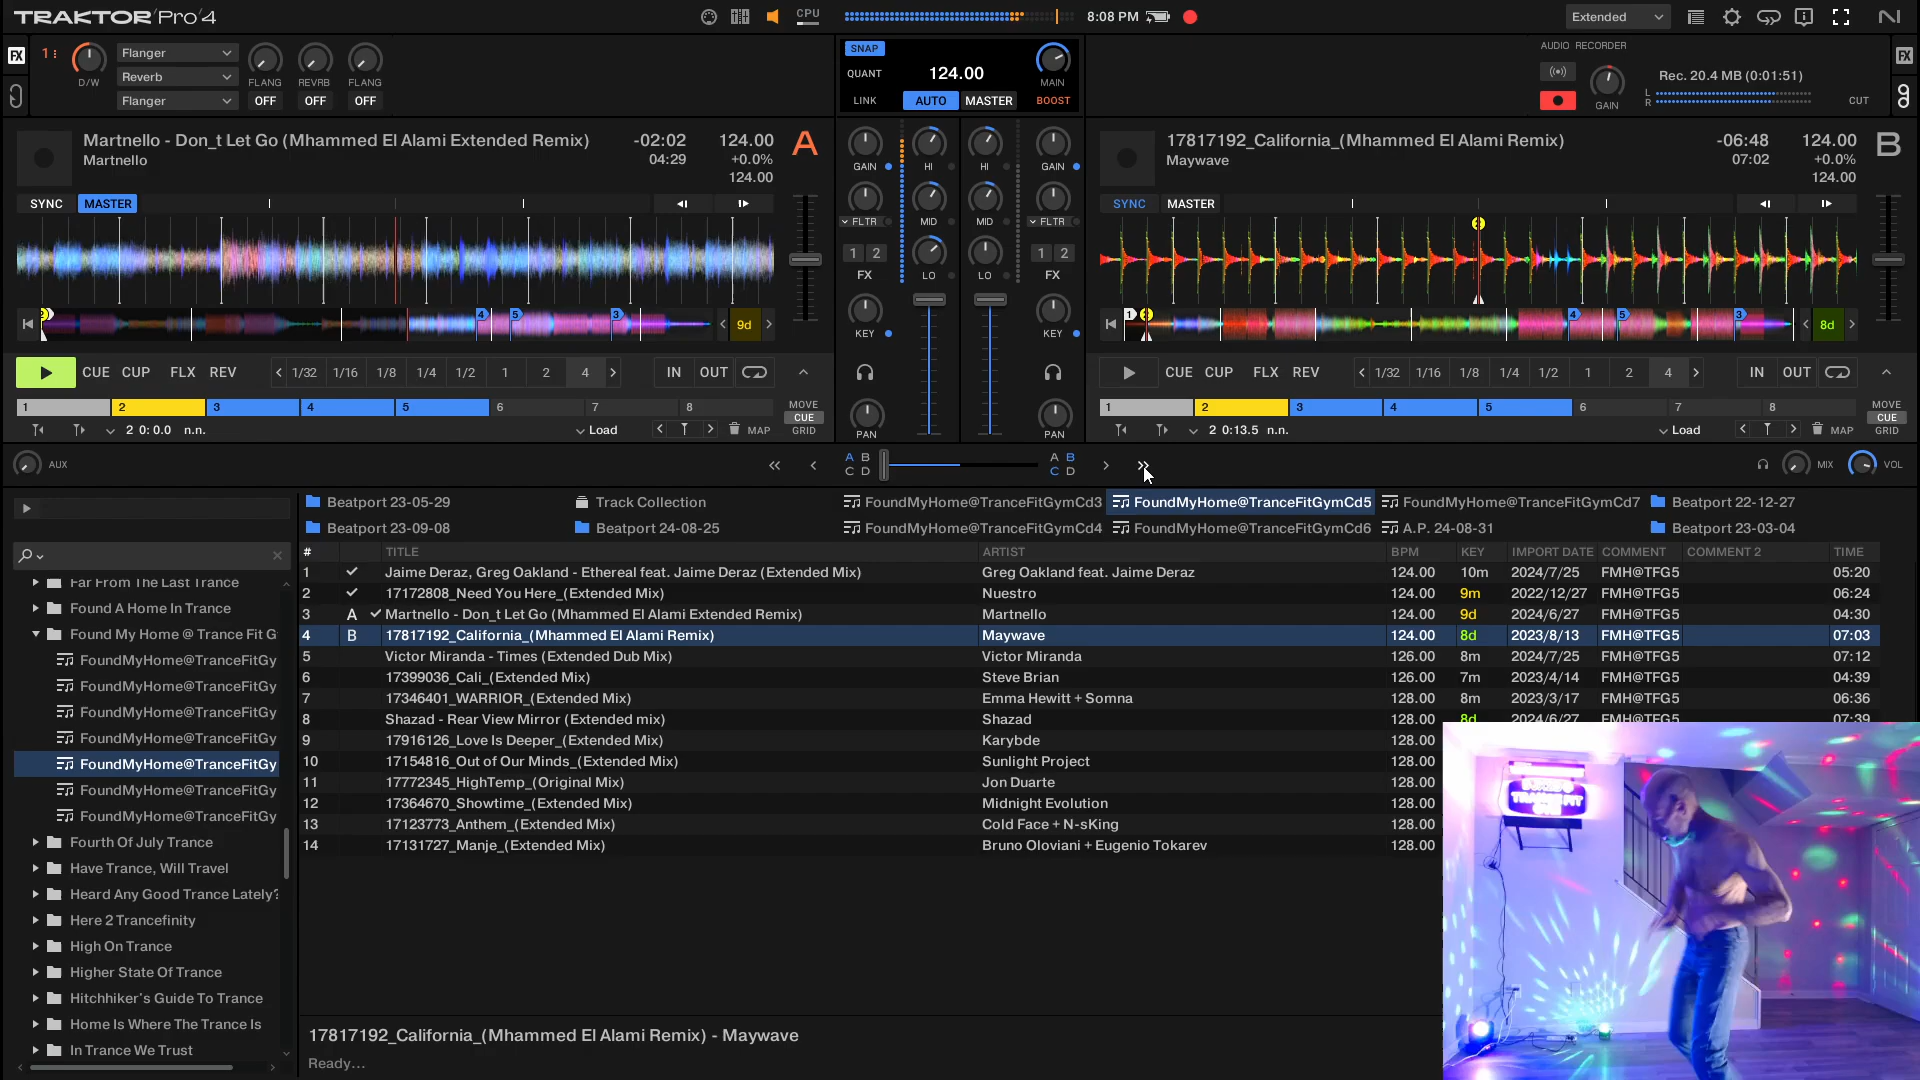 TRAKTOR Pro 4
CPU
8:08 PM
Extended
FX
1
D/W
Flanger
Reverb
Flanger
FLANG REVRB FLANG
OFF OFF OFF
SNAP
QUANT
124.00
MAIN
LINK AUTO MASTER BOOST
AUDIO RECORDER
GAIN
Rec. 20.4 MB (0:01:51)
L
R
CUT
FX
Martnello - Don_t Let Go (Mhammed El Alami Extended Remix)
Martnello
-02:02
04:29
124.00
+0.0%
124.00
A
SYNC MASTER
9d
CUE CUP FLX REV
1/32 1/16 1/8 1/4 1/2 1 2 4
IN OUT
1 2 3 4 5 6 7 8
MOVE
CUE
GRID
2 0:0.0 n.n.
Load
MAP
GAIN HI HI GAIN
FLTR MID MID FLTR
1 2 LO LO 1 2
FX FX
KEY KEY
PAN PAN
17817192_California_(Mhammed El Alami Remix)
Maywave
-06:48
07:02
124.00
+0.0%
124.00
B
SYNC MASTER
8d
CUE CUP FLX REV
1/32 1/16 1/8 1/4 1/2 1 2 4
IN OUT
1 2 3 4 5 6 7 8
MOVE
CUE
GRID
2 0:13.5 n.n.
Load
MAP
AUX
A B
C D
A B
C D
MIX VOL
Beatport 23-05-29 Track Collection FoundMyHome@TranceFitGymCd3 FoundMyHome@TranceFitGymCd5 FoundMyHome@TranceFitGymCd7 Beatport 22-12-27
Beatport 23-09-08 Beatport 24-08-25 FoundMyHome@TranceFitGymCd4 FoundMyHome@TranceFitGymCd6 A.P. 24-08-31 Beatport 23-03-04
Far From The Last Trance
Found A Home In Trance
Found My Home @ Trance Fit G
FoundMyHome@TranceFitGy
FoundMyHome@TranceFitGy
FoundMyHome@TranceFitGy
FoundMyHome@TranceFitGy
FoundMyHome@TranceFitGy
FoundMyHome@TranceFitGy
FoundMyHome@TranceFitGy
Fourth Of July Trance
Have Trance, Will Travel
Heard Any Good Trance Lately?
Here 2 Trancefinity
High On Trance
Higher State Of Trance
Hitchhiker's Guide To Trance
Home Is Where The Trance Is
In Trance We Trust
# TITLE ARTIST BPM KEY IMPORT DATE COMMENT COMMENT 2 TIME
1 Jaime Deraz, Greg Oakland - Ethereal feat. Jaime Deraz (Extended Mix) Greg Oakland feat. Jaime Deraz 124.00 10m 2024/7/25 FMH@TFG5 05:20
2 17172808_Need You Here_(Extended Mix) Nuestro 124.00 9m 2022/12/27 FMH@TFG5 06:24
3 A Martnello - Don_t Let Go (Mhammed El Alami Extended Remix) Martnello 124.00 9d 2024/6/27 FMH@TFG5 04:30
4 B 17817192_California_(Mhammed El Alami Remix) Maywave 124.00 8d 2023/8/13 FMH@TFG5 07:03
5 Victor Miranda - Times (Extended Dub Mix) Victor Miranda 126.00 8m 2024/7/25 FMH@TFG5 07:12
6 17399036_Cali_(Extended Mix) Steve Brian 126.00 7m 2023/4/14 FMH@TFG5 04:39
7 17346401_WARRIOR_(Extended Mix) Emma Hewitt + Somna 128.00 8m 2023/3/17 FMH@TFG5 06:36
8 Shazad - Rear View Mirror (Extended mix) Shazad 128.00 8d 2024/6/27 FMH@TFG5 07:39
9 17916126_Love Is Deeper_(Extended Mix) Karybde 128.00
10 17154816_Out of Our Minds_(Extended Mix) Sunlight Project 128.00
11 17772345_HighTemp_(Original Mix) Jon Duarte 128.00
12 17364670_Showtime_(Extended Mix) Midnight Evolution 128.00
13 17123773_Anthem_(Extended Mix) Cold Face + N-sKing 128.00
14 17131727_Manje_(Extended Mix) Bruno Oloviani + Eugenio Tokarev 128.00
17817192_California_(Mhammed El Alami Remix) - Maywave
Ready...